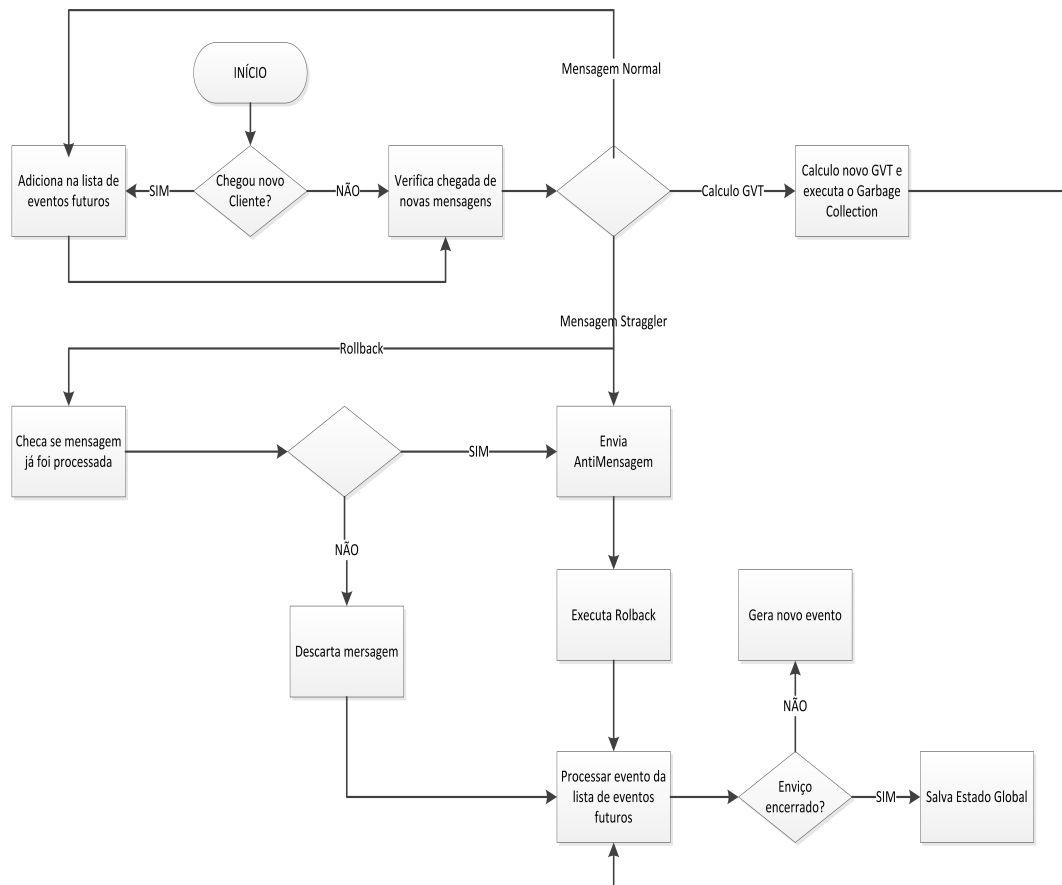 Mensagem Normal
INÍCIO
Adiciona na lista de
eventos futuros
SIM
Chegou novo
Cliente?
NÃO
Verifica chegada de
novas mensagens
Calculo GVT
Calculo novo GVT e
executa o Garbage
Collection
Mensagem Straggler
Rollback
Checa se mensagem
já foi processada
SIM
Envia
AntiMensagem
NÃO
Descarta mersagem
Executa Rolback
Gera novo evento
NÃO
Processar evento da
lista de eventos
futuros
Enviço
encerrado?
SIM
Salva Estado Global